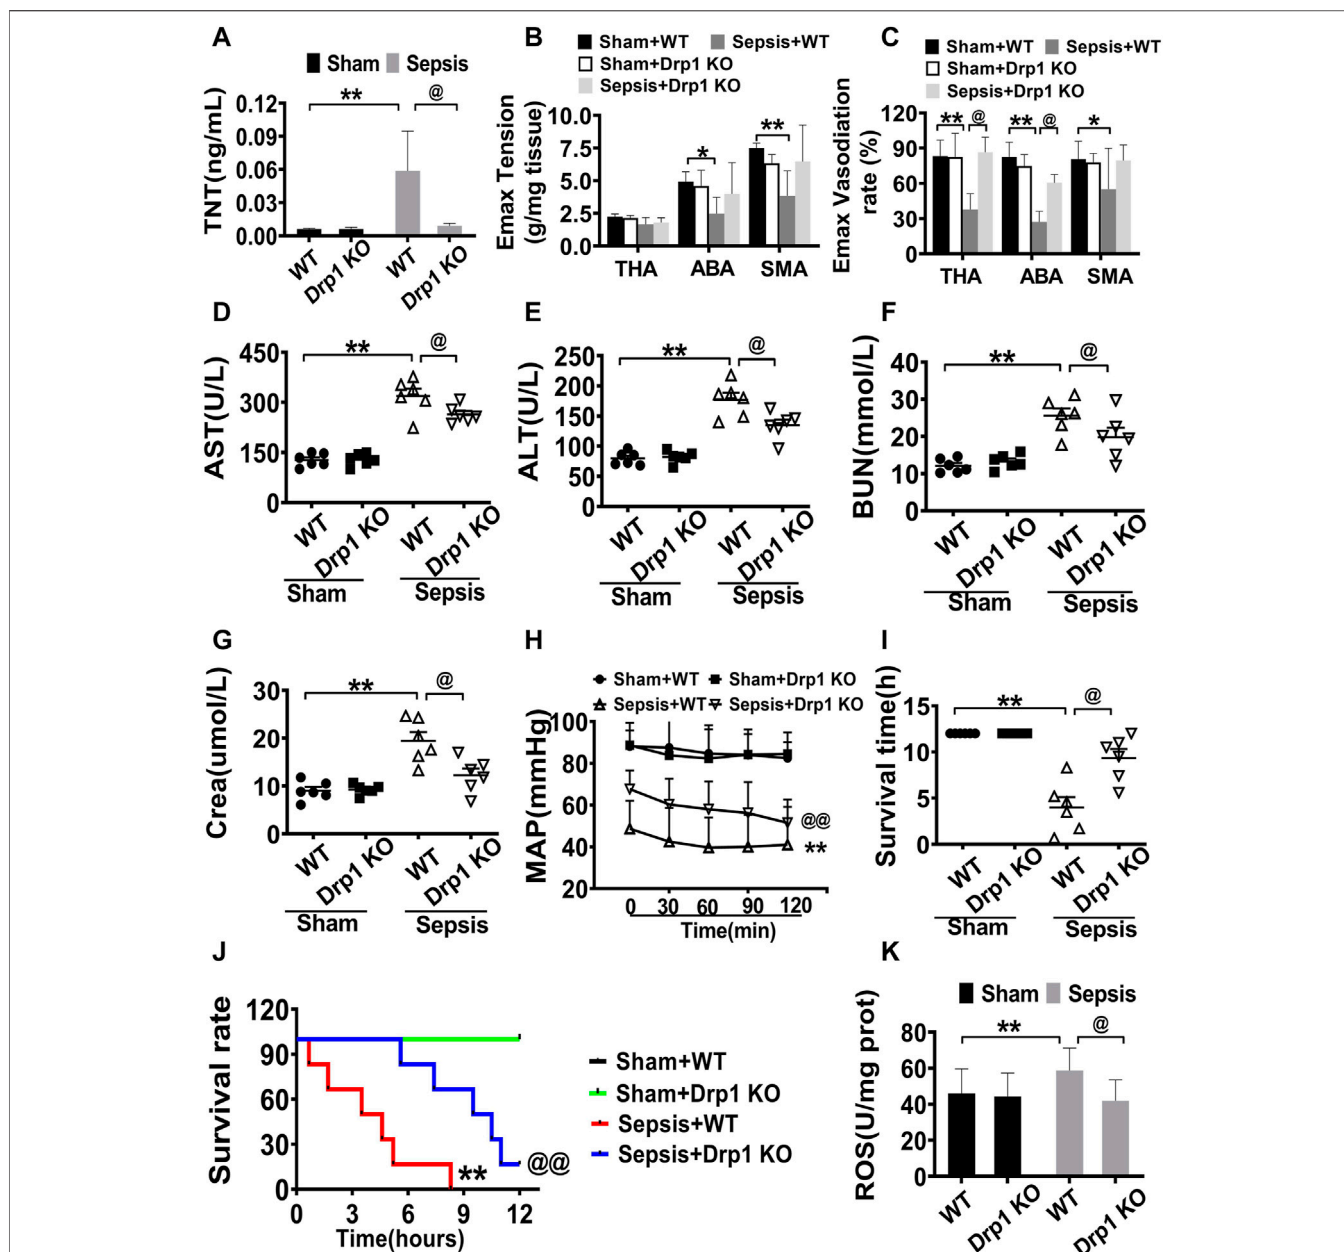 A
Sham Sepsis
TNT(ng/mL)
0.12
0.09
0.06
0.03
0.00
** @
WT
Drp1 KO
WT
Drp1 KO
B
Sham+WT Sepsis+WT
Sham+Drp1 KO
Sepsis+Drp1 KO
Emax Tension
(g/mg tissue)
10.0
7.5
5.0
2.5
0.0
* **
THA ABA SMA
C
Sham+WT Sepsis+WT
Sham+Drp1 KO
Sepsis+Drp1 KO
Emax Vasodiation
rate (%)
120
90
60
30
0
** @ ** @ *
THA ABA SMA
D
AST(U/L)
450
300
150
0
** @
WT
Drp1 KO
WT
Drp1 KO
Sham Sepsis
E
ALT(U/L)
250
200
150
100
50
0
** @
WT
Drp1 KO
WT
Drp1 KO
Sham Sepsis
F
BUN(mmol/L)
40
30
20
10
0
** @
WT
Drp1 KO
WT
Drp1 KO
Sham Sepsis
G
Crea(umol/L)
30
20
10
0
** @
WT
Drp1 KO
WT
Drp1 KO
Sham Sepsis
H
Sham+WT Sham+Drp1 KO
Sepsis+WT Sepsis+Drp1 KO
MAP(mmHg)
100
80
60
40
20
@@
**
0 30 60 90 120
Time(min)
I
Survival time(h)
15
10
5
0
** @
WT
Drp1 KO
WT
Drp1 KO
Sham Sepsis
J
Survival rate
120
90
60
30
0
** @@
0 3 6 9 12
Time(hours)
Sham+WT
Sham+Drp1 KO
Sepsis+WT
Sepsis+Drp1 KO
K
Sham Sepsis
ROS(U/mg prot)
80
60
40
20
0
** @
WT
Drp1 KO
WT
Drp1 KO